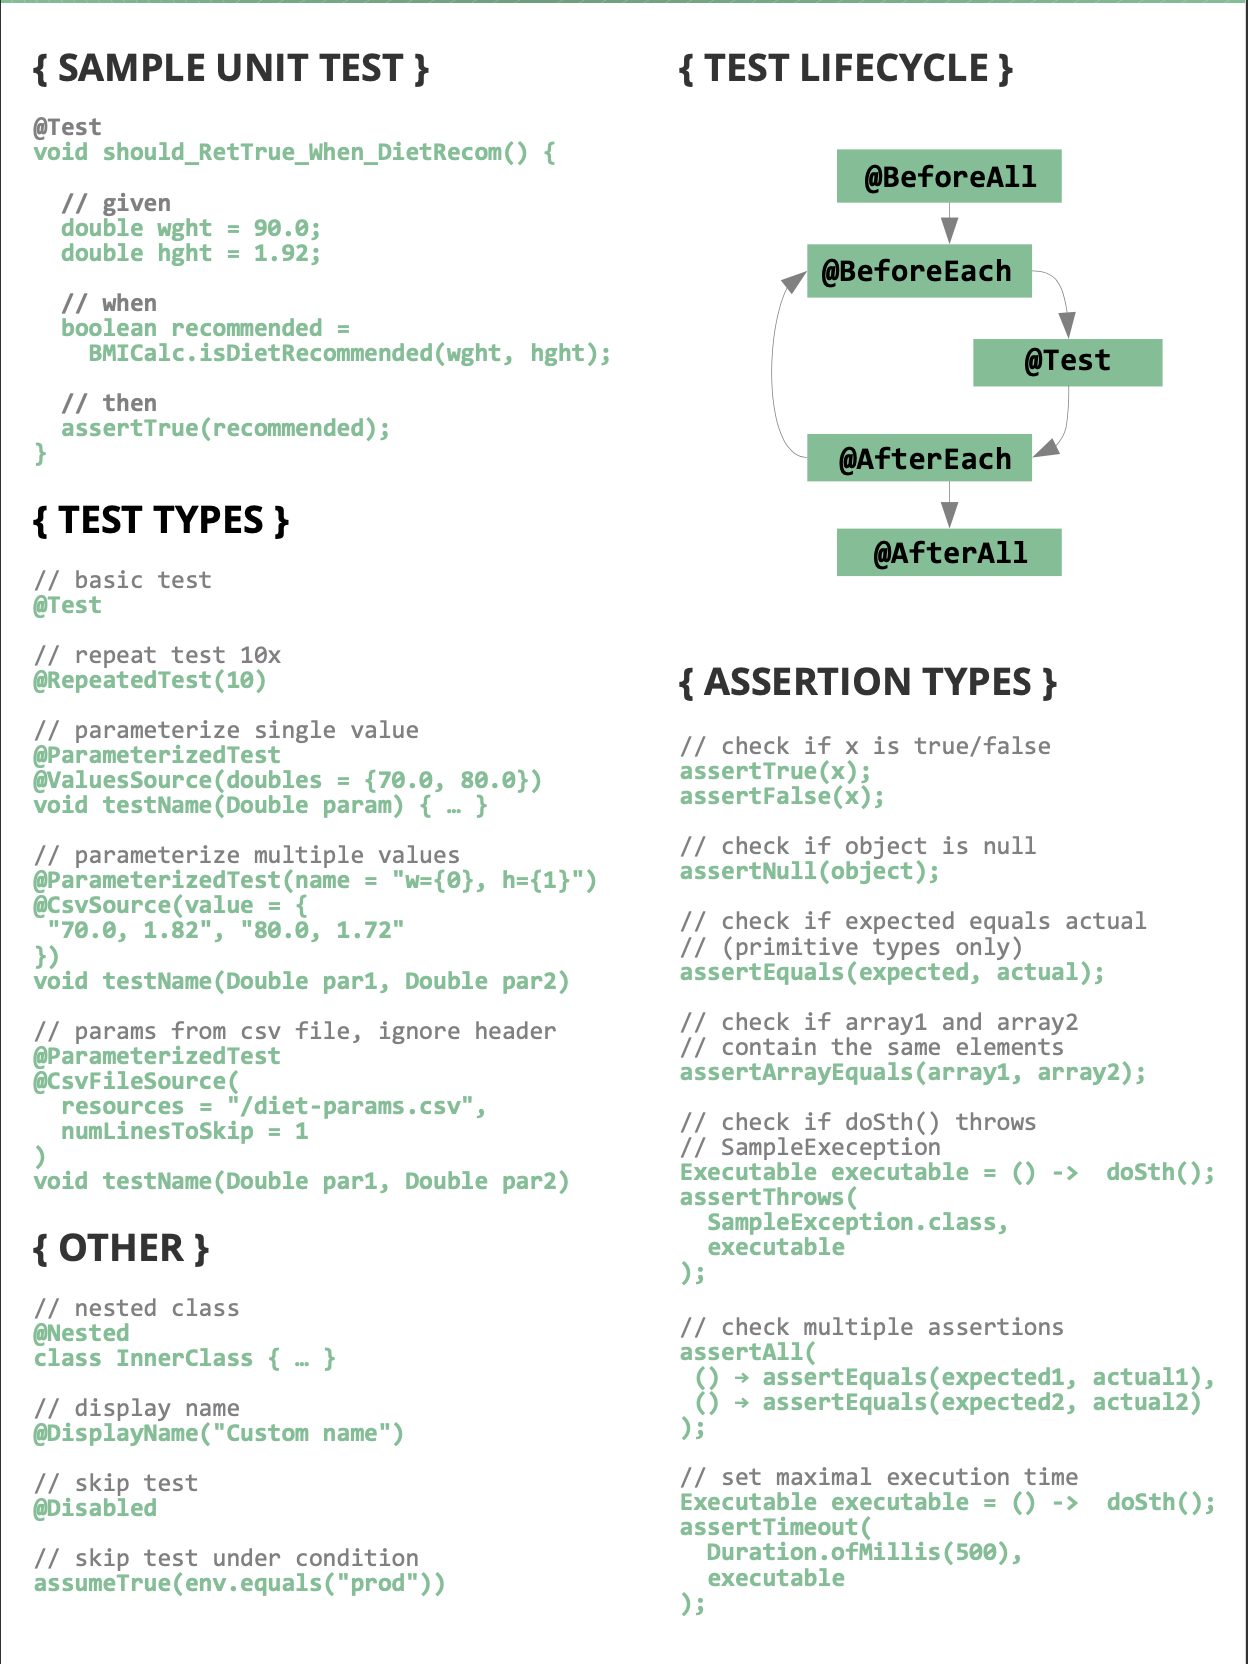 { SAMPLE UNIT TEST }
@Test
void should_RetTrue_When_DietRecom() {
// given
double wght = 90.0;
double hght = 1.92;
// when
boolean recommended =
BMICalc.isDietRecommended(wght, hght);
// then
assertTrue(recommended);
}
{ TEST TYPES }
// basic test
@Test
// repeat test 10x
@RepeatedTest(10)
// parameterize single value
@ParameterizedTest
@ValuesSource(doubles = {70.0, 80.0})
void testName(Double param) { … }
// parameterize multiple values
@ParameterizedTest(name = "w={0}, h={1}")
@CsvSource(value = {
"70.0, 1.82", "80.0, 1.72"
})
void testName(Double par1, Double par2)
// params from csv file, ignore header
@ParameterizedTest
@CsvFileSource(
resources = "/diet-params.csv",
numLinesToSkip = 1
)
void testName(Double par1, Double par2)
{ OTHER }
// nested class
@Nested
class InnerClass { … }
// display name
@DisplayName("Custom name")
// skip test
@Disabled
// skip test under condition
assumeTrue(env.equals("prod"))
{ TEST LIFECYCLE }
@BeforeAll
@BeforeEach
@Test
@AfterEach
@AfterAll
{ ASSERTION TYPES }
// check if x is true/false
assertTrue(x);
assertFalse(x);
// check if object is null
assertNull(object);
// check if expected equals actual
// (primitive types only)
assertEquals(expected, actual);
// check if array1 and array2
// contain the same elements
assertArrayEquals(array1, array2);
// check if doSth() throws
// SampleExeception
Executable executable = () ->  doSth();
assertThrows(
SampleException.class,
executable
);
// check multiple assertions
assertAll(
() → assertEquals(expected1, actual1),
() → assertEquals(expected2, actual2)
);
// set maximal execution time
Executable executable = () ->  doSth();
assertTimeout(
Duration.ofMillis(500),
executable
);